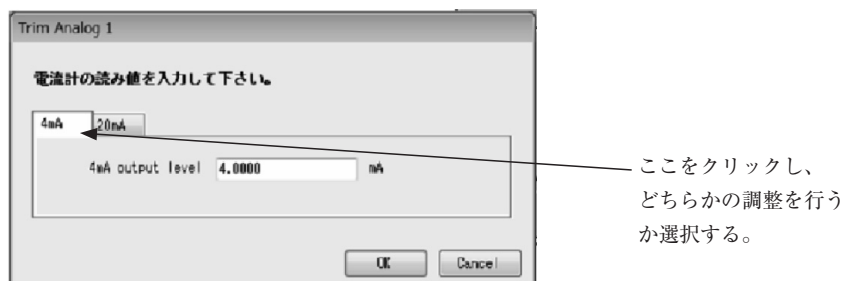 Trim Analog 1
電流計の読み値を入力して下さい。
4mA
20mA
4mA output level 4.0000 mA
ここをクリックし、
どちらかの調整を行う
か選択する。
OK
Cancel